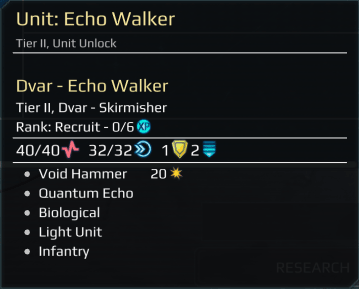 Unit: Echo Walker
Tier II, Unit Unlock
Dvar - Echo Walker
Tier II, Dvar - Skirmisher
Rank: Recruit - 0/6 XP
40/40 32/32 1 2
Void Hammer 20
Quantum Echo
Biological
Light Unit
Infantry
RESEARCH